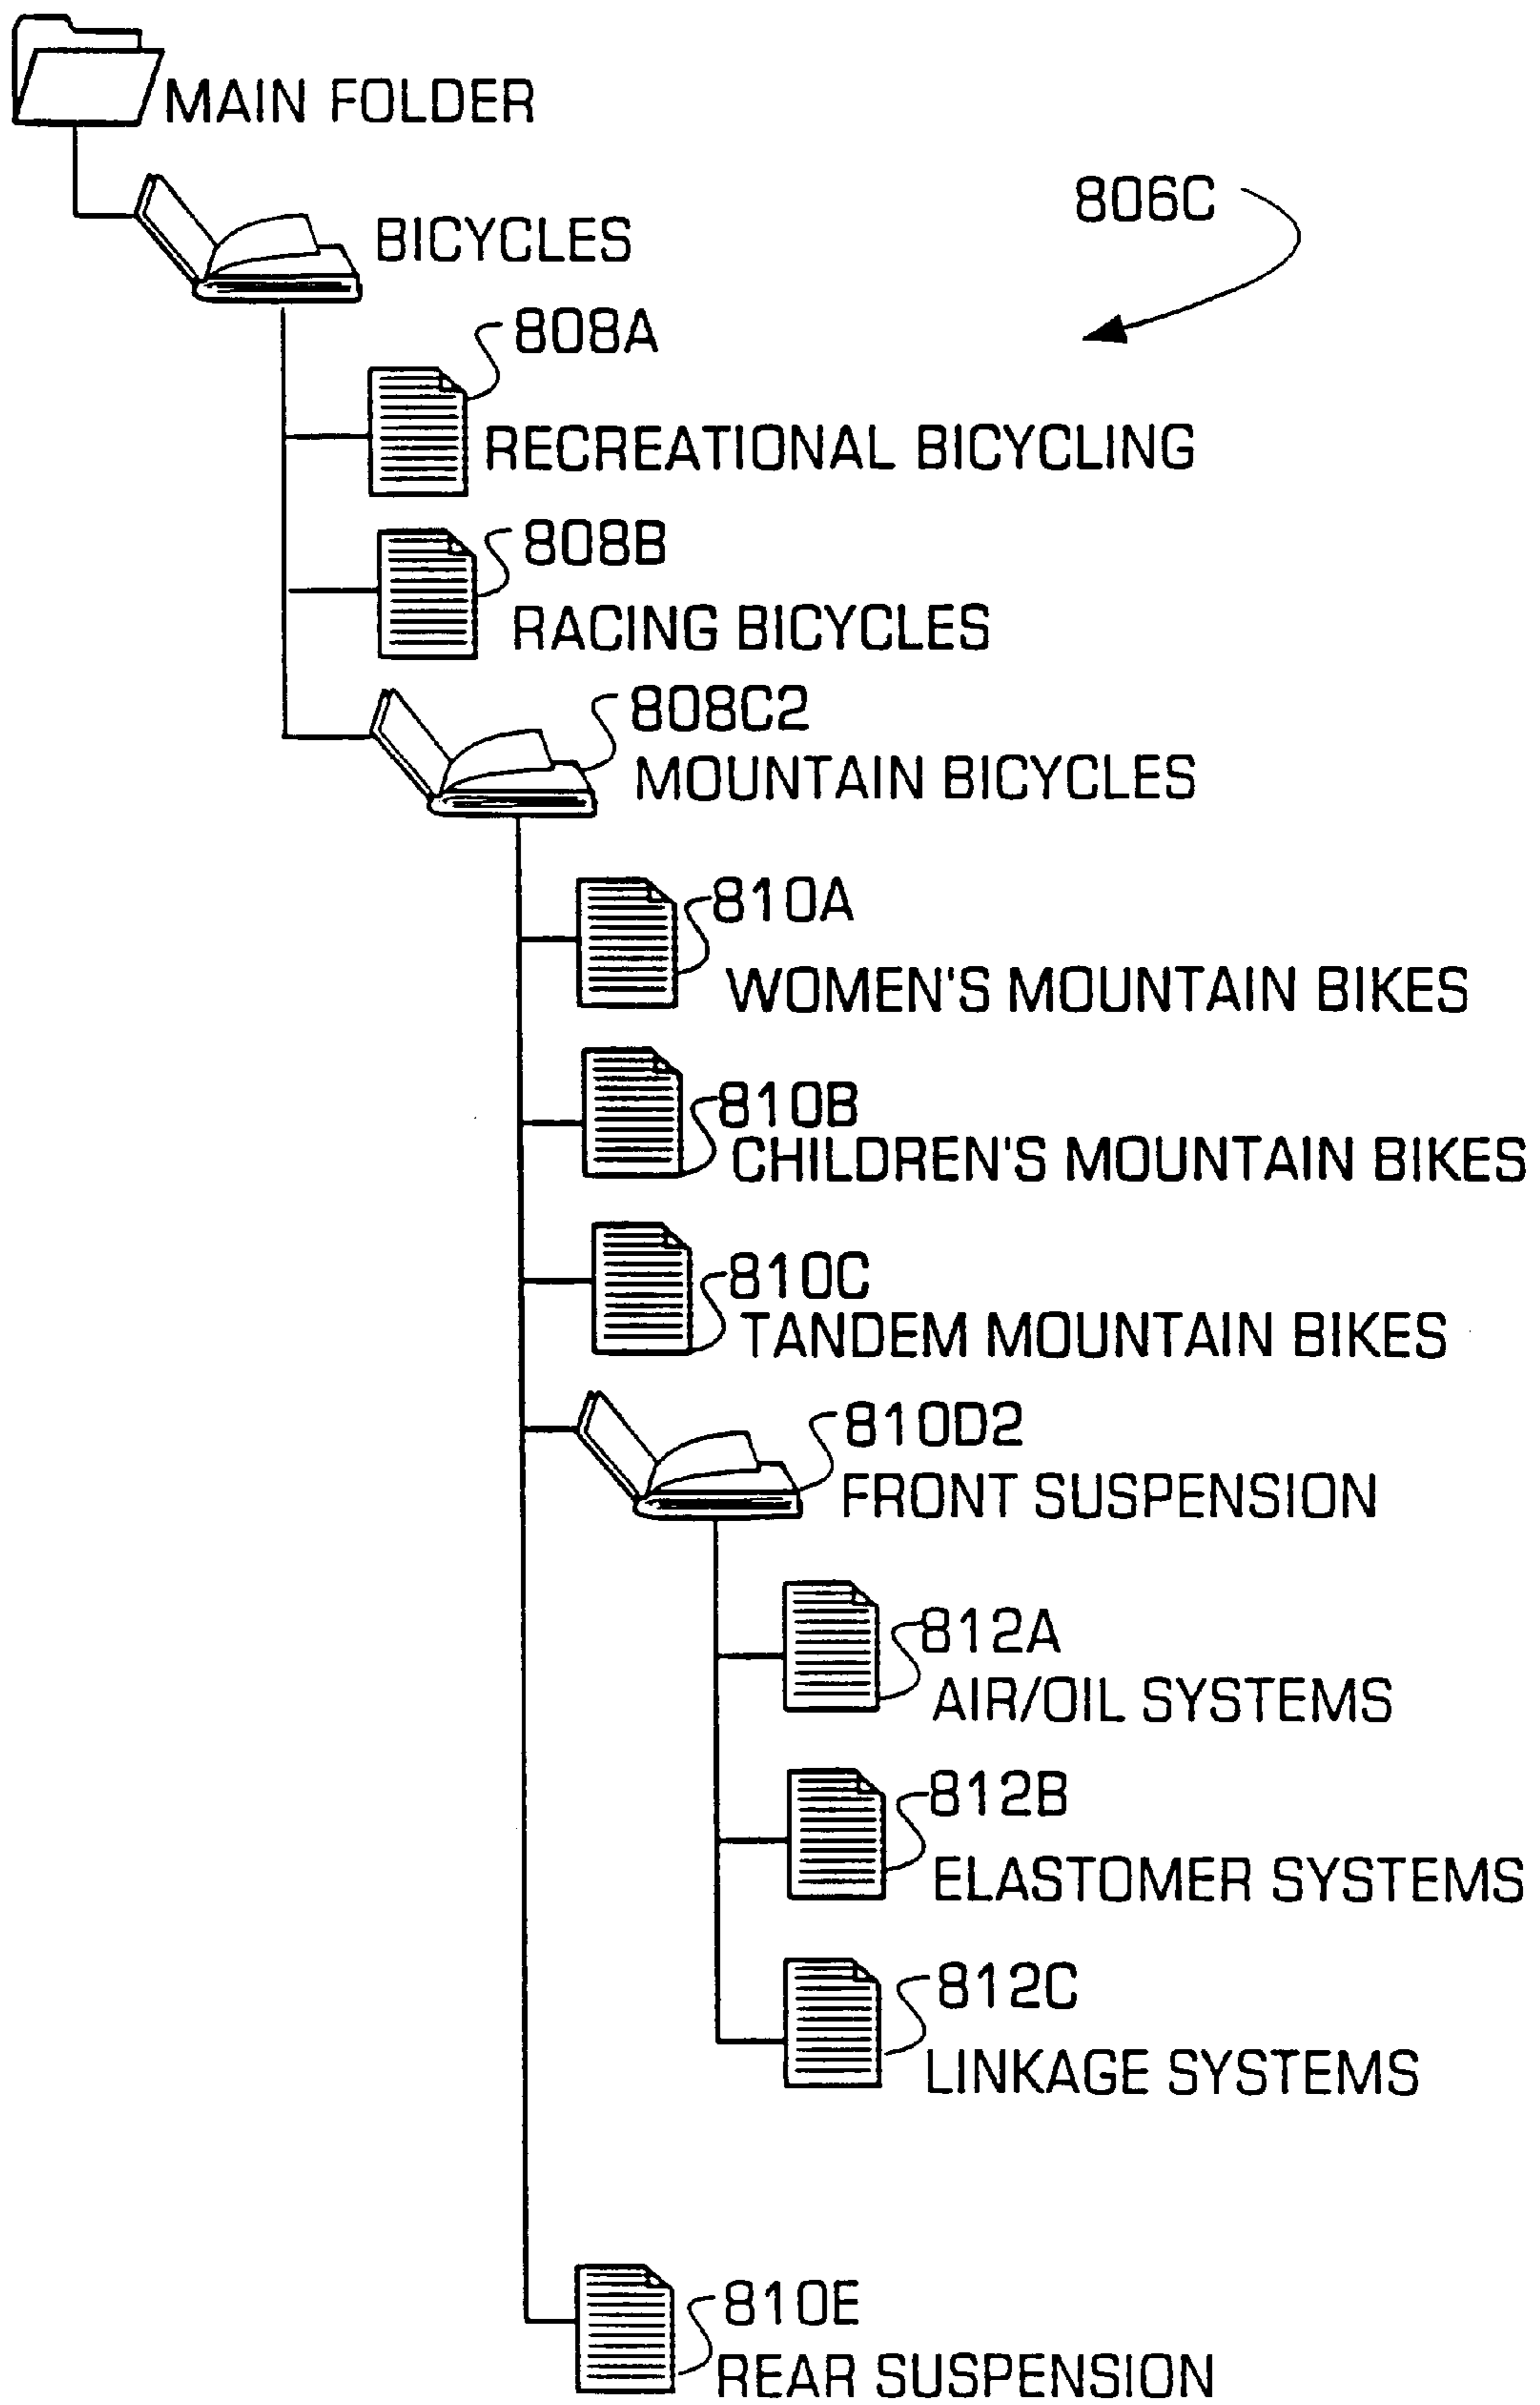 MAIN FOLDER
806C
BICYCLES
808A
RECREATIONAL BICYCLING
808B
RACING BICYCLES
808C2
MOUNTAIN BICYCLES
810A
WOMEN'S MOUNTAIN BIKES
810B
CHILDREN'S MOUNTAIN BIKES
810C
TANDEM MOUNTAIN BIKES
810D2
FRONT SUSPENSION
812A
AIR/OIL SYSTEMS
812B
ELASTOMER SYSTEMS
812C
LINKAGE SYSTEMS
810E
REAR SUSPENSION